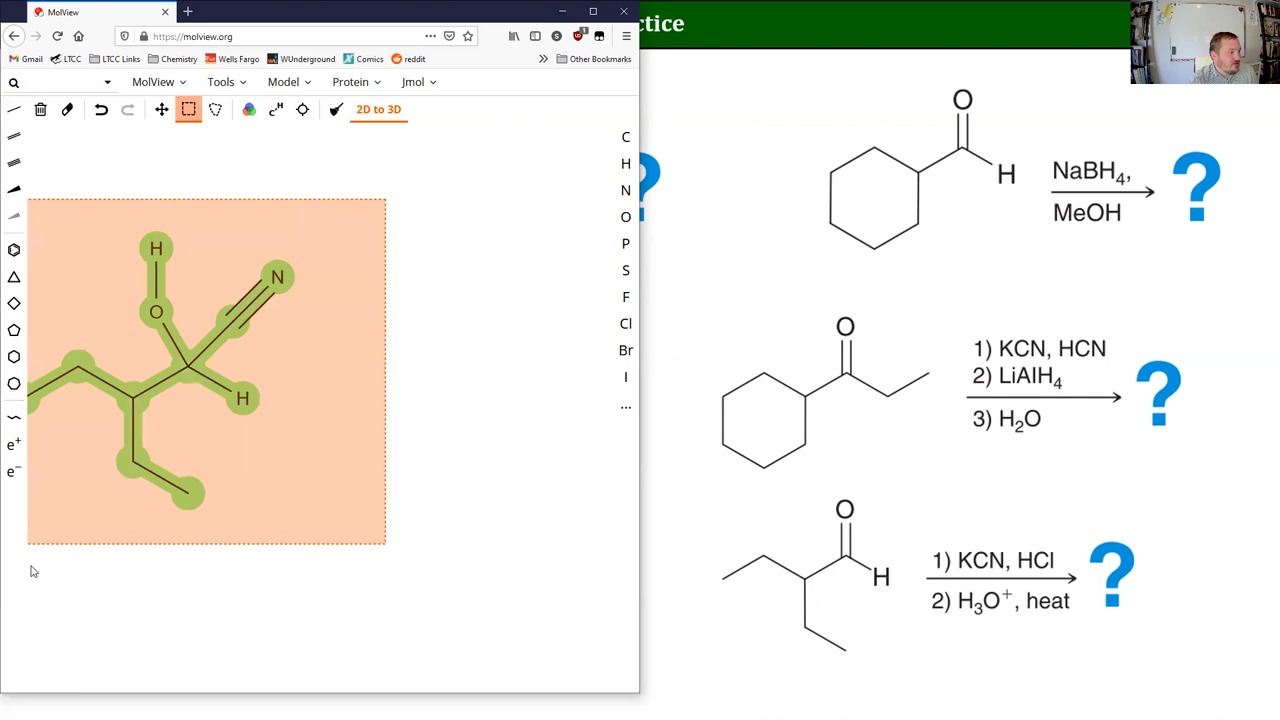 MolView
ctice
https://molview.org
Gmail LTCC LTCC Links Chemistry Wells Fargo WUnderground Comics reddit Other Bookmarks
MolView Tools Model Protein Jmol
2D to 3D
C
H
N
O
P
S
F
Cl
Br
I
...
e+
e−
H
N
O
H
O
H
NaBH4,
MeOH
?
?
O
1) KCN, HCN
2) LiAlH4
3) H2O
?
O
H
1) KCN, HCl
2) H3O+, heat
?